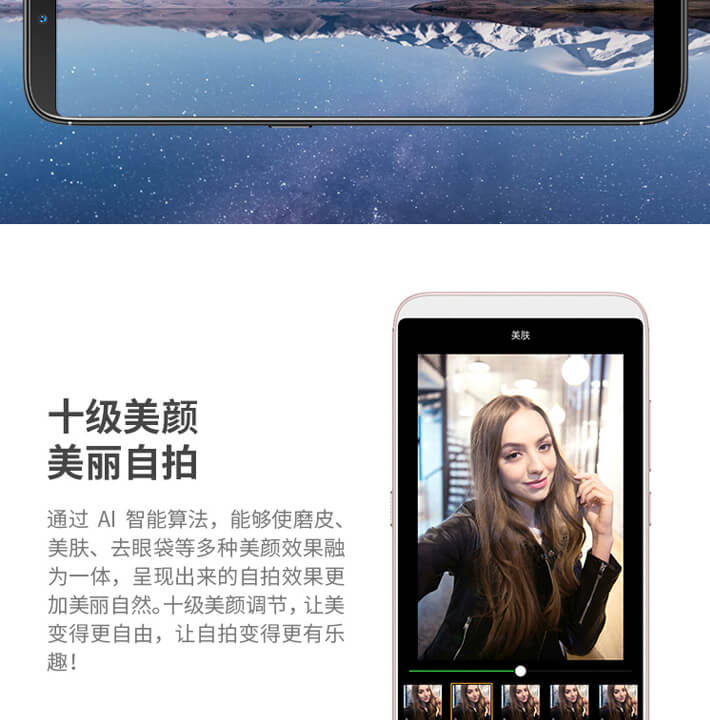 美肤
十级美颜
美丽自拍
通过 AI 智能算法，能够使磨皮、
美肤、去眼袋等多种美颜效果融
为一体，呈现出来的自拍效果更
加美丽自然。十级美颜调节，让美
变得更自由，让自拍变得更有乐
趣！